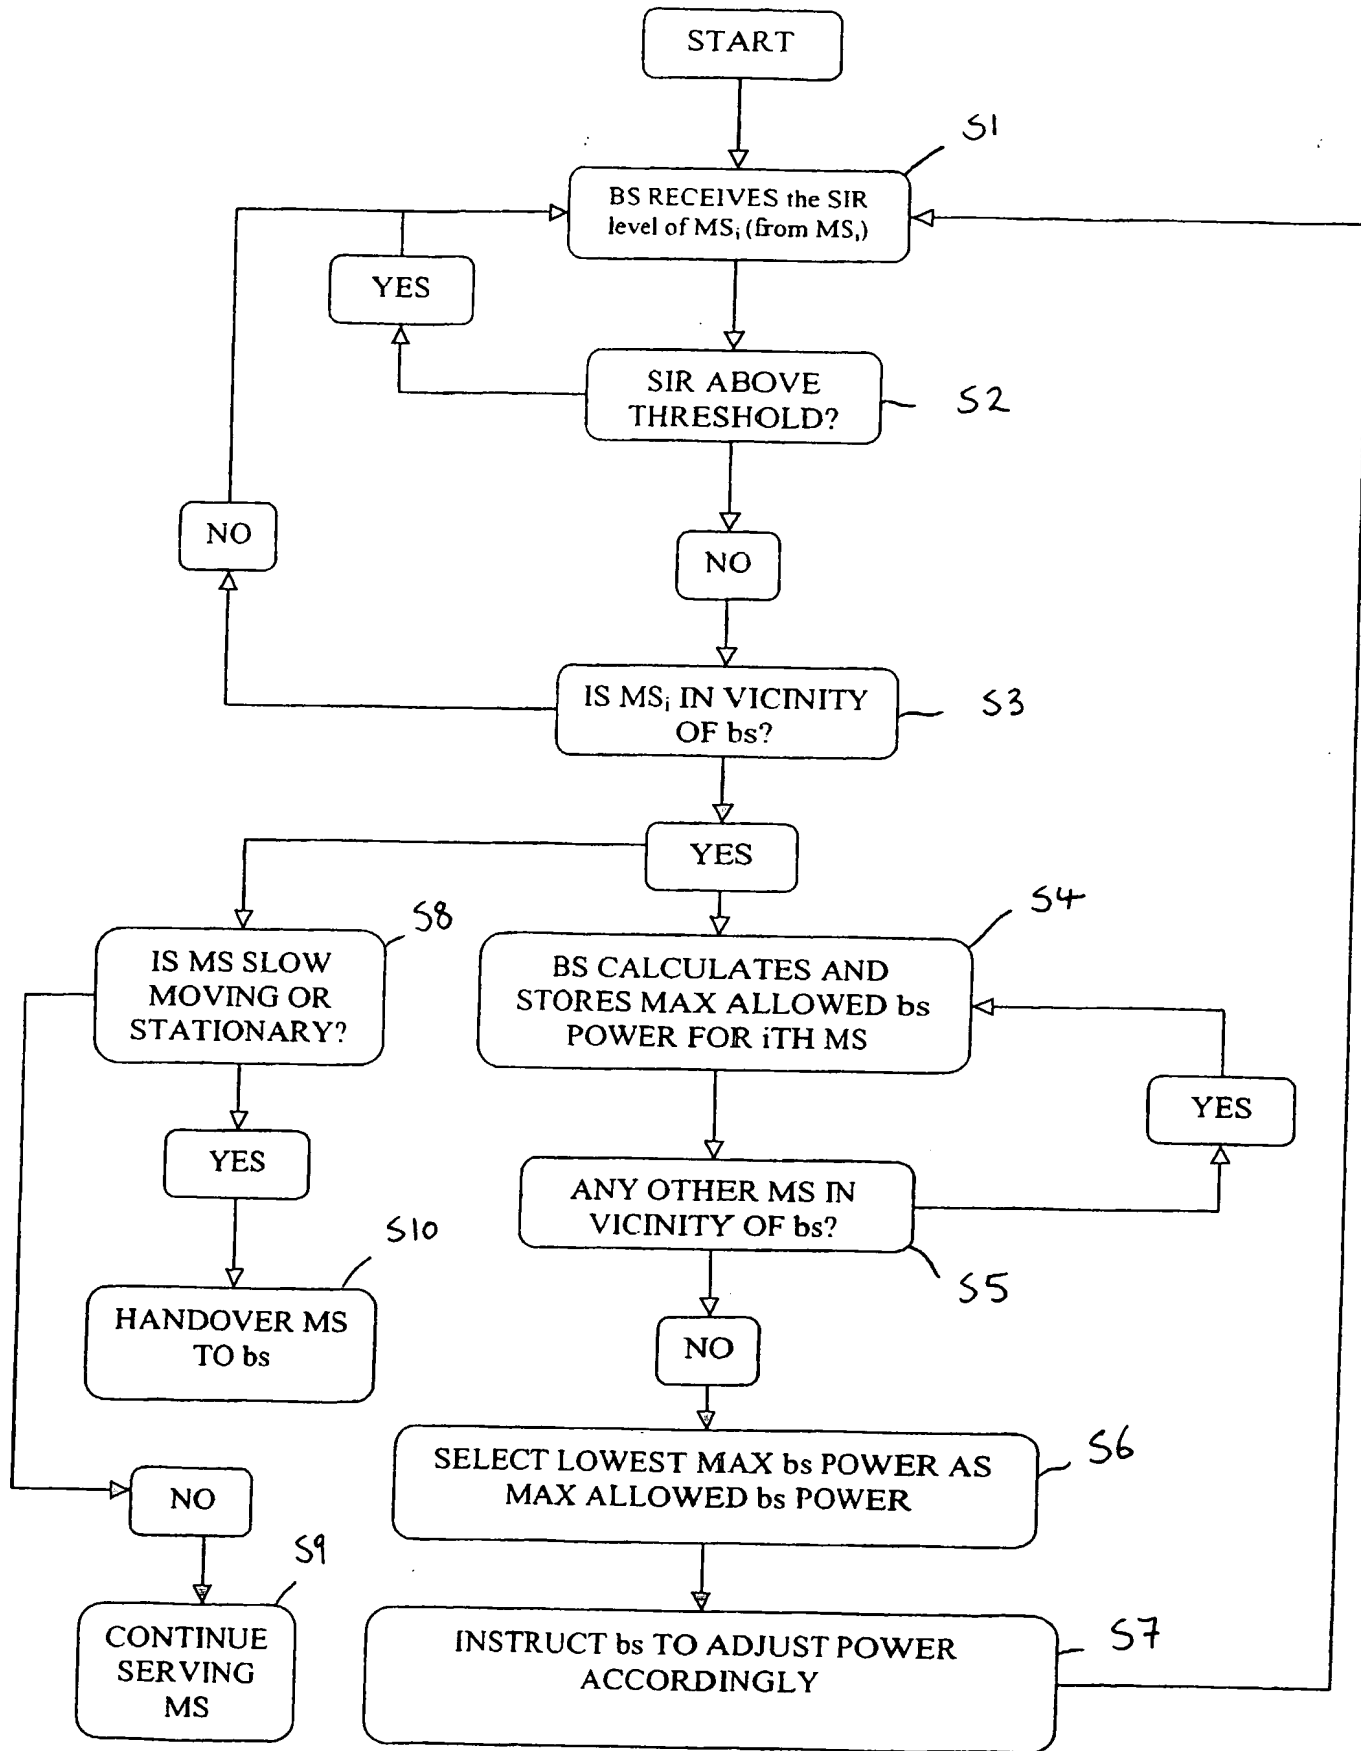 START
S1
BS RECEIVES the SIR
level of MSi (from MSi)
YES
SIR ABOVE
THRESHOLD?
S2
NO
NO
IS MSi IN VICINITY
OF bs?
S3
YES
S8
S4
IS MS SLOW
MOVING OR
STATIONARY?
BS CALCULATES AND
STORES MAX ALLOWED bs
POWER FOR iTH MS
YES
YES
ANY OTHER MS IN
VICINITY OF bs?
S10
S5
HANDOVER MS
TO bs
NO
SELECT LOWEST MAX bs POWER AS
MAX ALLOWED bs POWER
S6
NO
S9
CONTINUE
SERVING
MS
INSTRUCT bs TO ADJUST POWER
ACCORDINGLY
S7